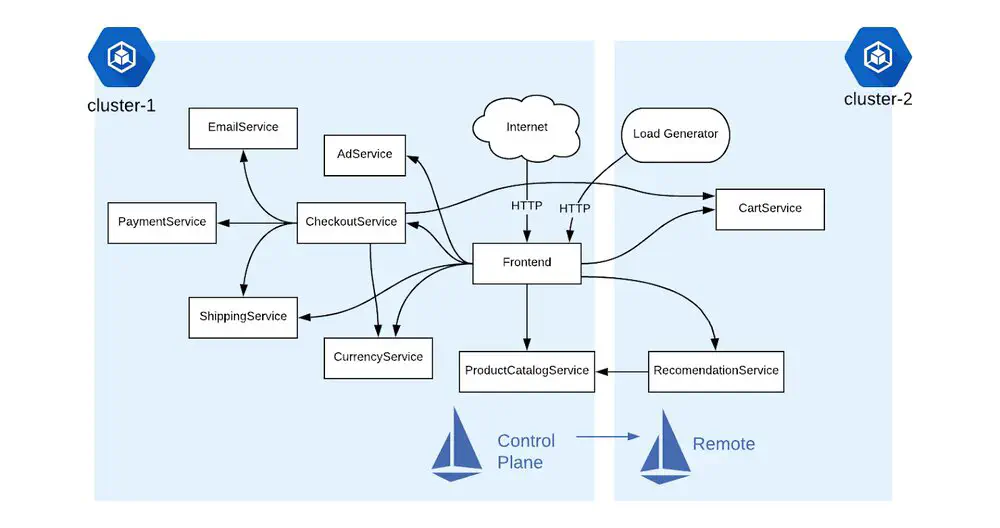 cluster-1
cluster-2
EmailService
Internet
Load Generator
AdService
HTTP
HTTP
CartService
PaymentService
CheckoutService
Frontend
ShippingService
CurrencyService
ProductCatalogService
RecomendationService
Control
Plane
Remote